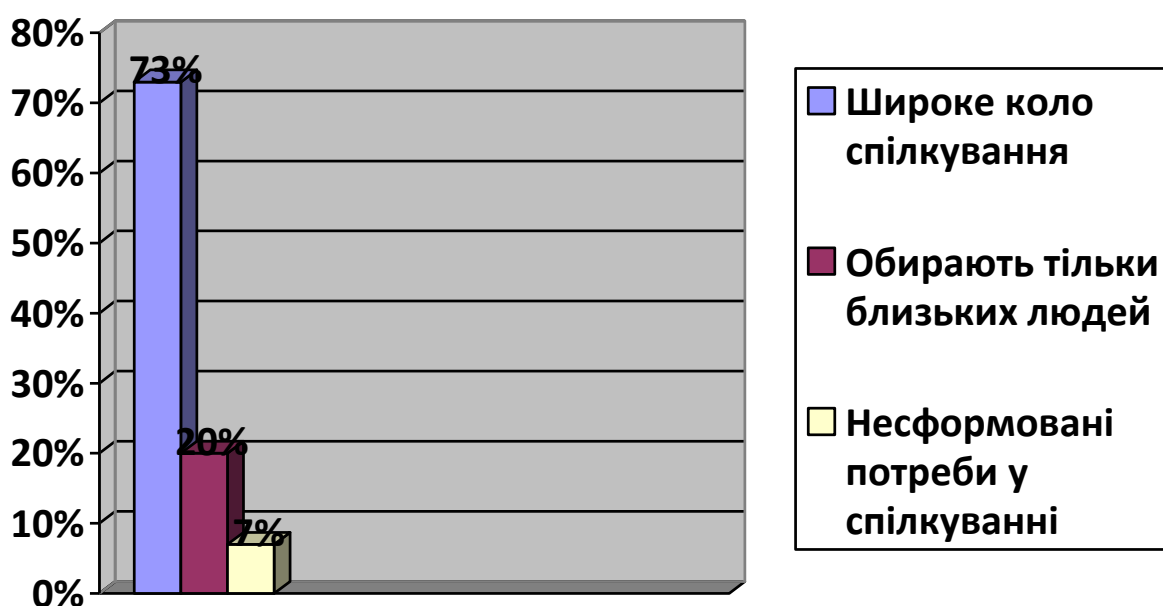 80%
70%
60%
50%
40%
30%
20%
10%
0%
73%
20%
7%
Широке коло
спілкування
Обирають тільки
близьких людей
Несформовані
потреби у
спілкуванні